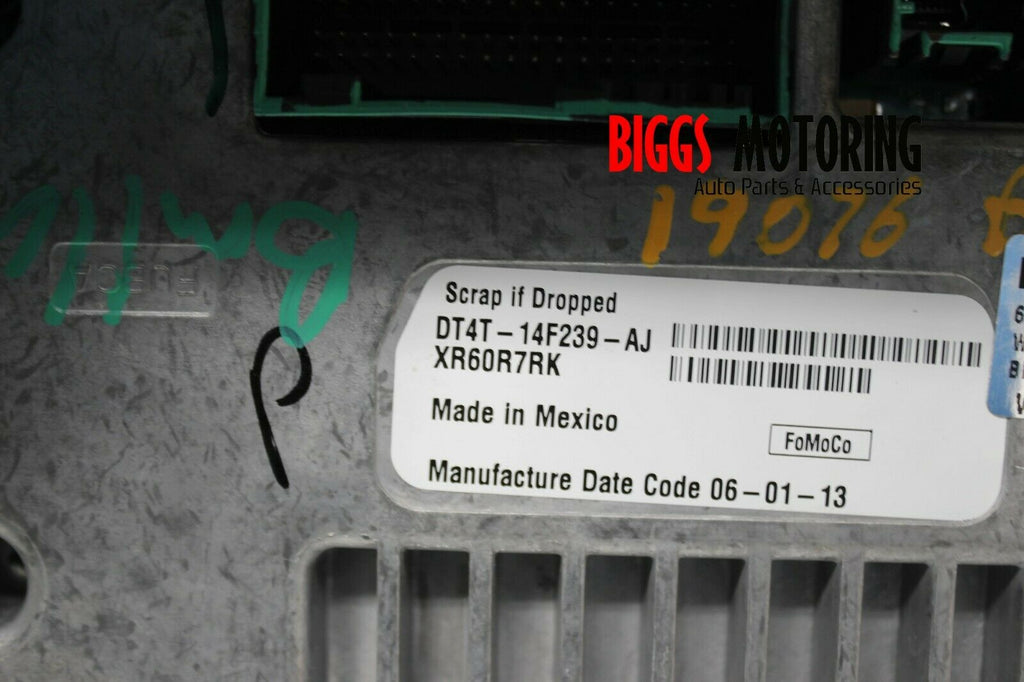 BIGGS MOTORING
Auto Parts & Accessories
19076
Scrap if Dropped
DT4T-14F239-AJ
XR60R7RK
Made in Mexico
FoMoCo
Manufacture Date Code 06-01-13